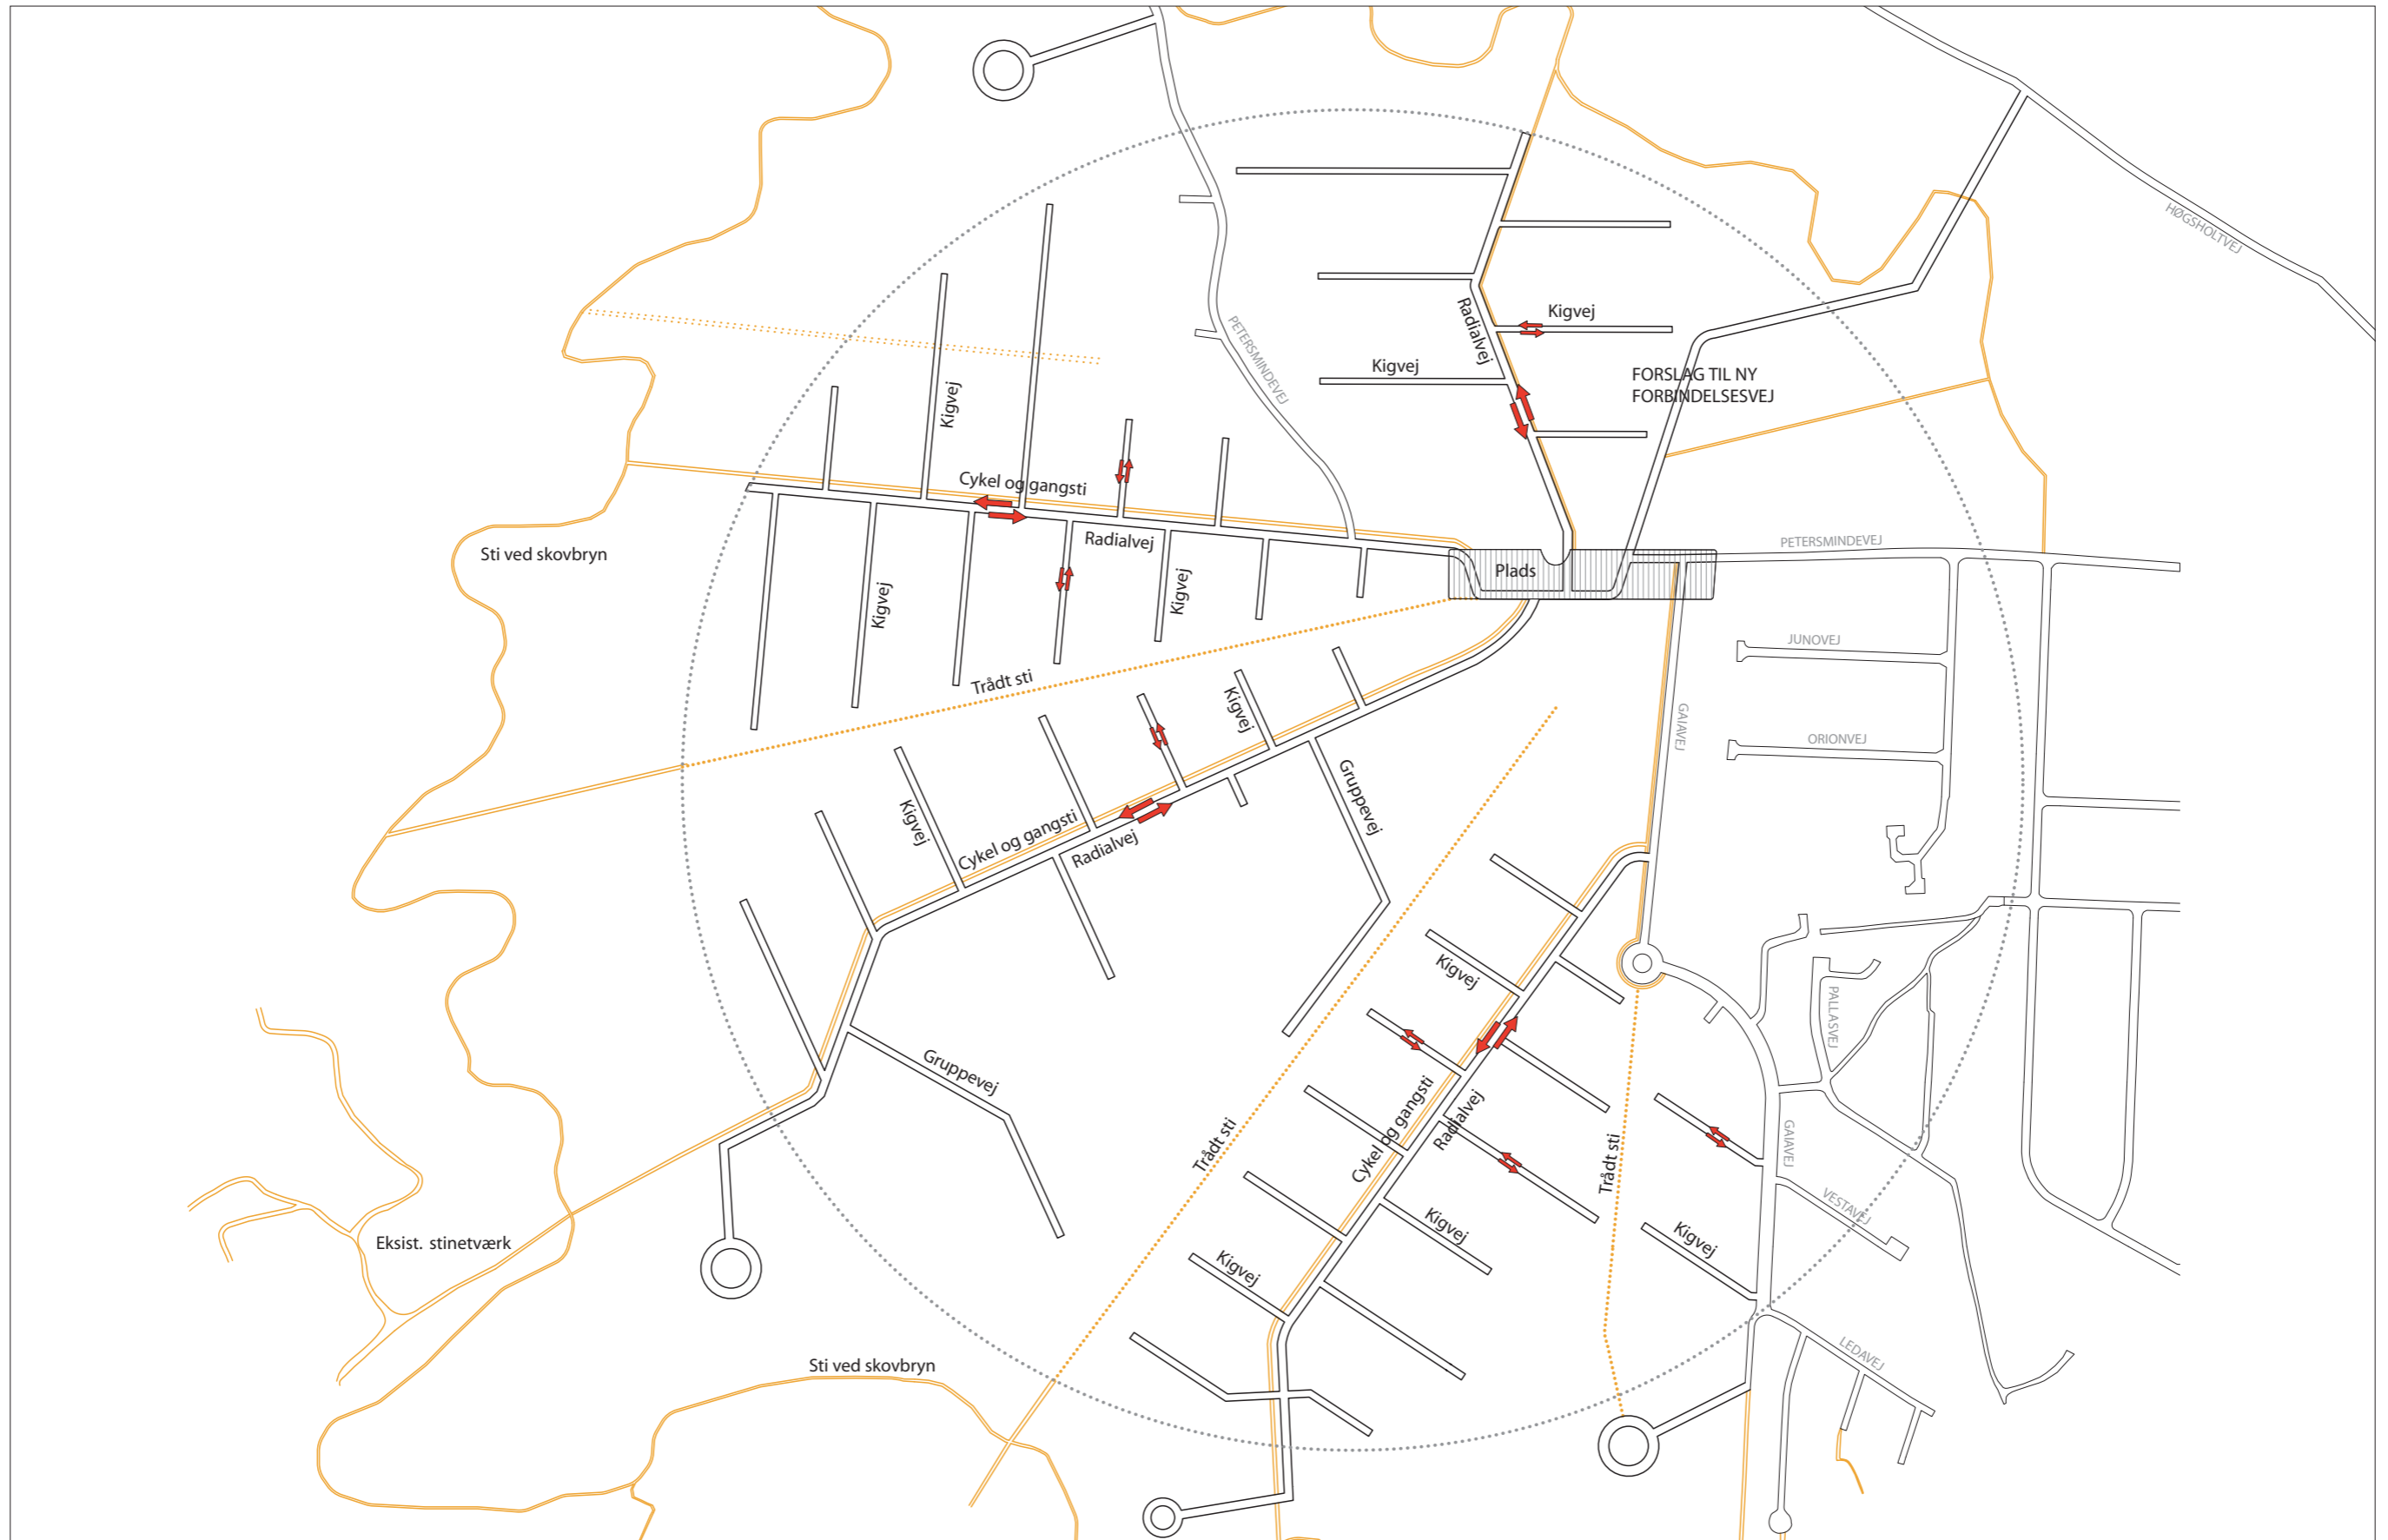 HØGSHOLTVEJ
Kigvej
Radialvej
PETERSMINDEVEJ
Kigvej
FORSLAG TIL NY
FORBINDELSESVEJ
Kigvej
Cykel og gangsti
Radialvej
PETERSMINDEVEJ
Sti ved skovbryn
Plads
Kigvej
Kigvej
JUNOVEJ
Trådt sti
Kigvej
GAIAVEJ
ORIONVEJ
Gruppevej
Kigvej
Cykel og gangsti
Radialvej
Kigvej
PALLASVEJ
Gruppevej
Cykel og gangsti
Radialvej
Trådt sti
Trådt sti
GAIAVEJ
VESTAVEJ
Kigvej
Kigvej
Eksist. stinetværk
Kigvej
Sti ved skovbryn
LEDAVEJ